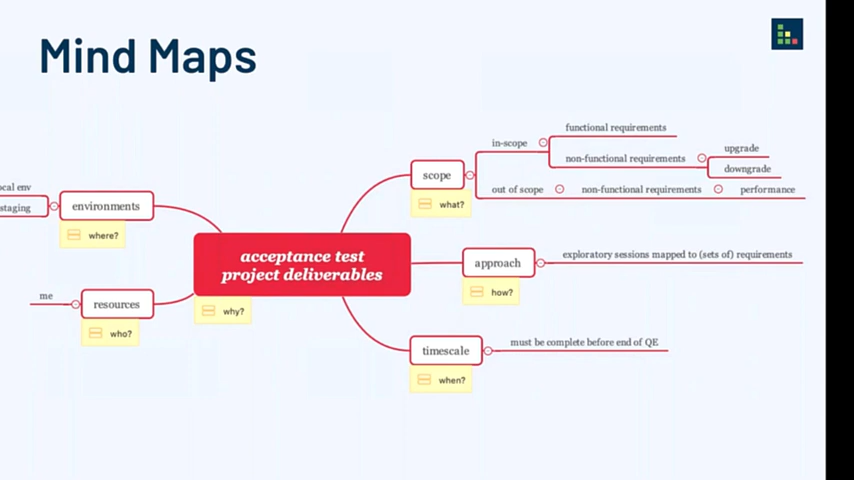 Mind Maps
functional requirements
in-scope
upgrade
non-functional requirements
downgrade
scope
what?
out of scope
non-functional requirements
performance
environments
where?
staging
env
acceptance test
project deliverables
why?
approach
how?
exploratory sessions mapped to (sets of) requirements
me
resources
who?
timescale
when?
must be complete before end of QE